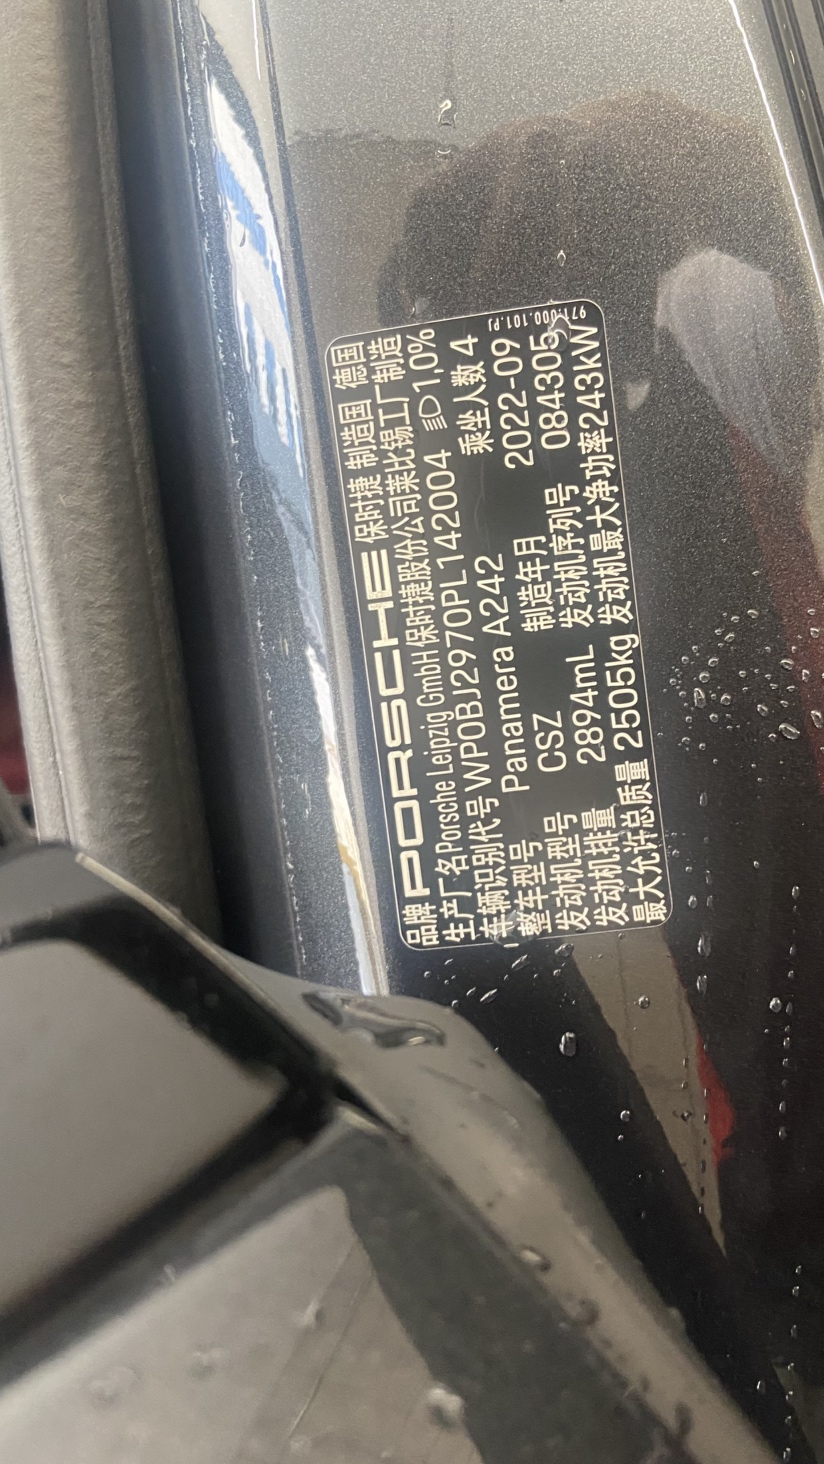 品牌 PORSCHE 保时捷 制造国 德国
生产厂名 Porsche Leipzig GmbH 保时捷股份公司莱比锡工厂制造
车辆识别代号 WP0BJ2970PL142004 1,0%
整车型号 Panamera A242 乘坐人数 4
发动机型号 CSZ 制造年月 2022-09
发动机排量 2894mL 发动机序列号 084305
最大允许总质量 2505kg 发动机最大净功率 243kW
971.000.101.PJ